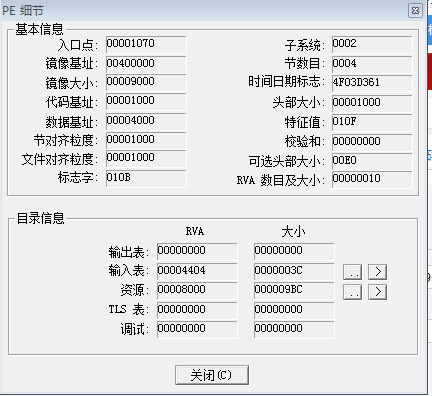 PE 细节
基本信息
入口点: 00001070 子系统: 0002
镜像基址: 00400000 节数目: 0004
镜像大小: 00009000 时间日期标志: 4F03D361
代码基址: 00001000 头部大小: 00001000
数据基址: 00004000 特征值: 010F
节对齐粒度: 00001000 校验和: 00000000
文件对齐粒度: 00001000 可选头部大小: 00E0
标志字: 010B RVA 数目及大小: 00000010
目录信息
RVA 大小
输出表: 00000000 00000000
输入表: 00004404 0000003C .. >
资源: 00008000 000009BC .. >
TLS 表: 00000000 00000000
调试: 00000000 00000000
关闭(C)